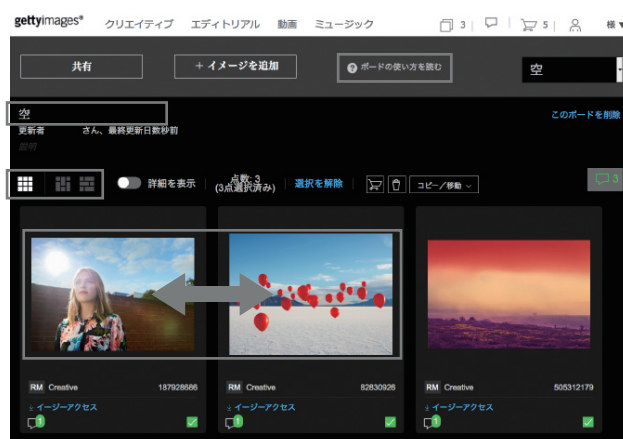 gettyimages® クリエイティブ エディトリアル 動画 ミュージック 3 5 様
共有 + イメージを追加 ? ボードの使い方を読む 空
空
このボードを削除
更新者 さん、最終更新日数秒前
説明
詳細を表示 点数: 3 (3点選択済み) 選択を解除 コピー/移動 3
RM Creative 187928686 RM Creative 82830926 RM Creative 505312179
イージーアクセス イージーアクセス イージーアクセス
1 1 1